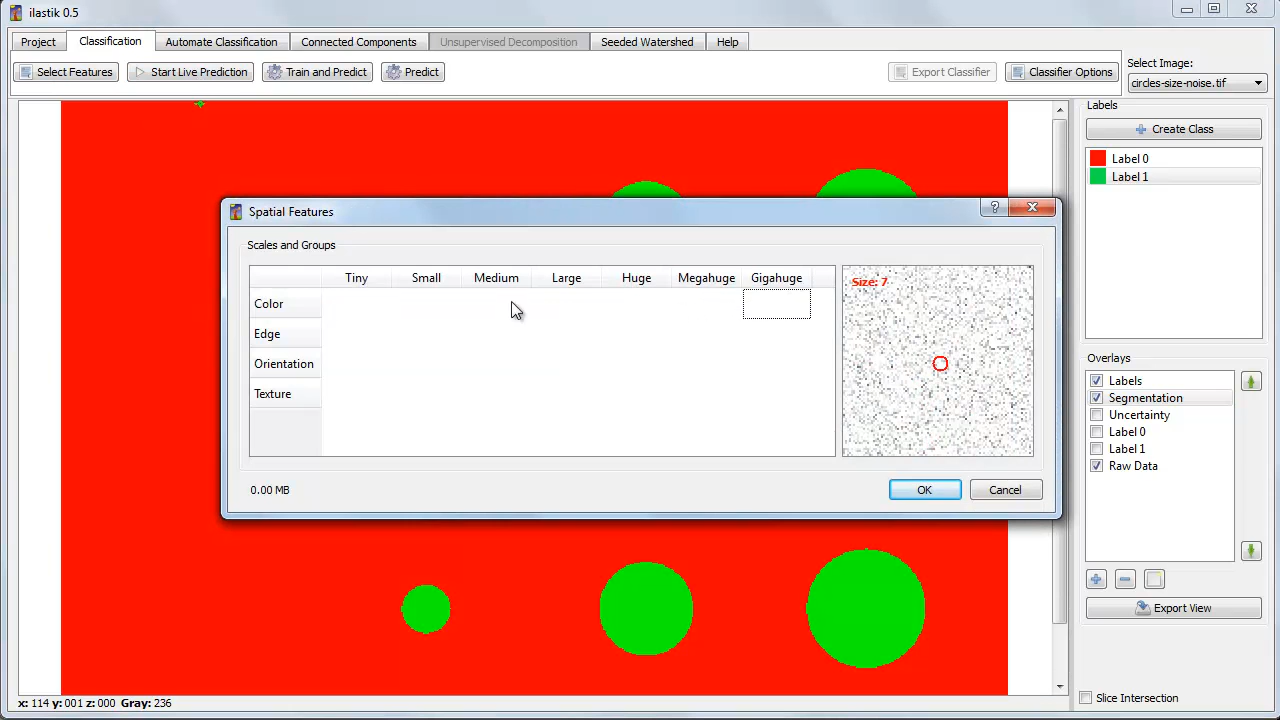 ilastik 0.5
Project Classification Automate Classification Connected Components Unsupervised Decomposition Seeded Watershed Help
Select Features Start Live Prediction Train and Predict Predict Export Classifier Classifier Options
Select Image:
circles-size-noise.tif
Labels
Create Class
Label 0
Label 1
Spatial Features
Scales and Groups
Tiny Small Medium Large Huge Megahuge Gigahuge
Color
Edge
Orientation
Texture
Size: 7
0.00 MB
OK Cancel
Overlays
Labels
Segmentation
Uncertainty
Label 0
Label 1
Raw Data
Export View
Slice Intersection
x: 114 y: 001 z: 000 Gray: 236